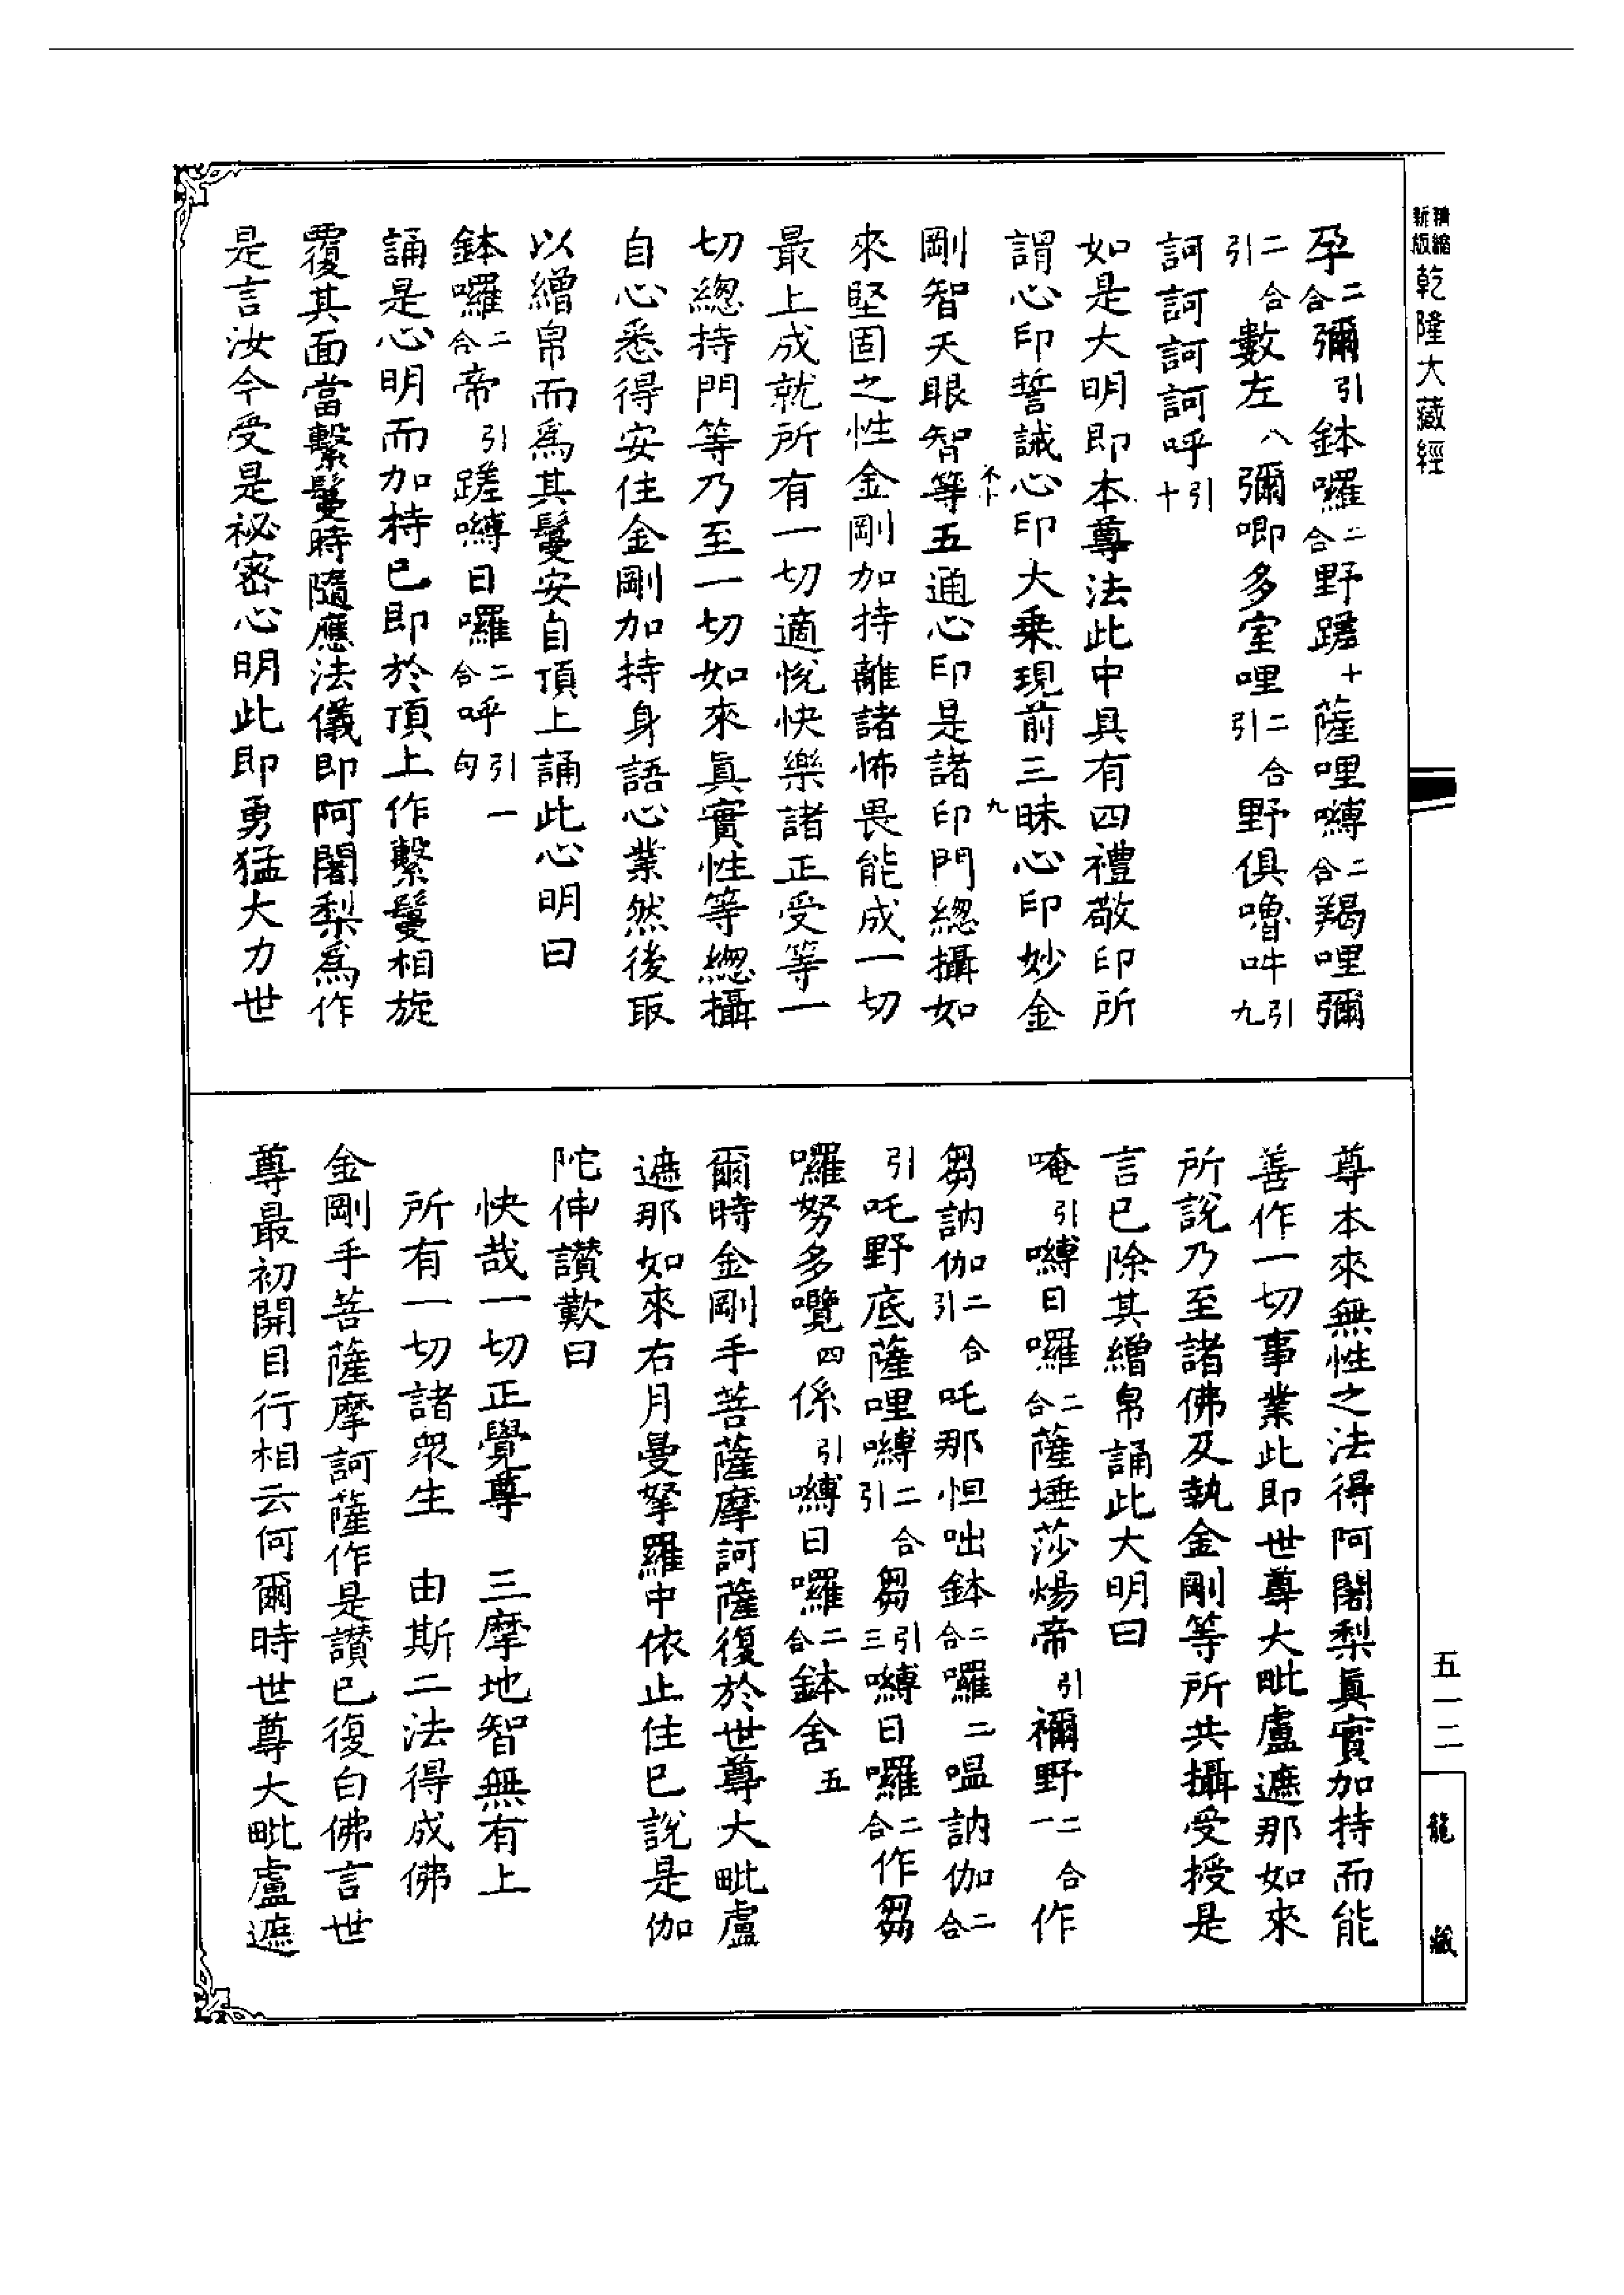 精縮新版乾隆大藏經
孕二合彌引鉢囉二合野蹉七薩哩嚩二合羯哩彌
二合引數左八彌唧多室哩二合引野俱嚕吽引九
訶訶訶訶呼引十
如是大明即本尊法此中具有四禮敬印所
謂心印誓誡心印大乗現前三昧心印妙金
剛智天眼智等五通心印是諸印門總攝如
來堅固之性金剛加持離諸怖畏能成一切
最上成就所有一切適悅快樂諸正受等一
切總持門等乃至一切如來眞實性等總攝
自心悉得安住金剛加持身語心業然後取
以繒帛而爲其鬘安自頂上誦此心明曰
鉢囉二合帝引蹉嚩日囉二合呼引一句
誦是心明而加持已即於頂上作繫鬘相旋
覆其面當繫鬘時隨應法儀即阿闍梨爲作
是言汝今受是祕密心明此即勇猛大力世
不十
九
尊本來無性之法得阿闍梨眞實加持而能
善作一切事業此即世尊大毗盧遮那如來
所說乃至諸佛及執金剛等所共攝受授是
言已除其繒帛誦此大明曰
唵引嚩日囉二合薩埵莎煬帝引禰野二合一作
芻訥伽二合引吒那怛咄鉢二合囉二嗢訥伽二合
引吒野底薩哩嚩二合引芻引三嚩日囉二合作芻
囉努多囕四係引嚩日囉二合鉢舍五
爾時金剛手菩薩摩訶薩復於世尊大毗盧
遮那如來右月曼拏羅中依止住已說是伽
陀伸讚歎曰
快哉一切正覺尊　三摩地智無有上
所有一切諸衆生　由斯二法得成佛
金剛手菩薩摩訶薩作是讚已復白佛言世
尊最初開目行相云何爾時世尊大毗盧遮
五一二
龍藏